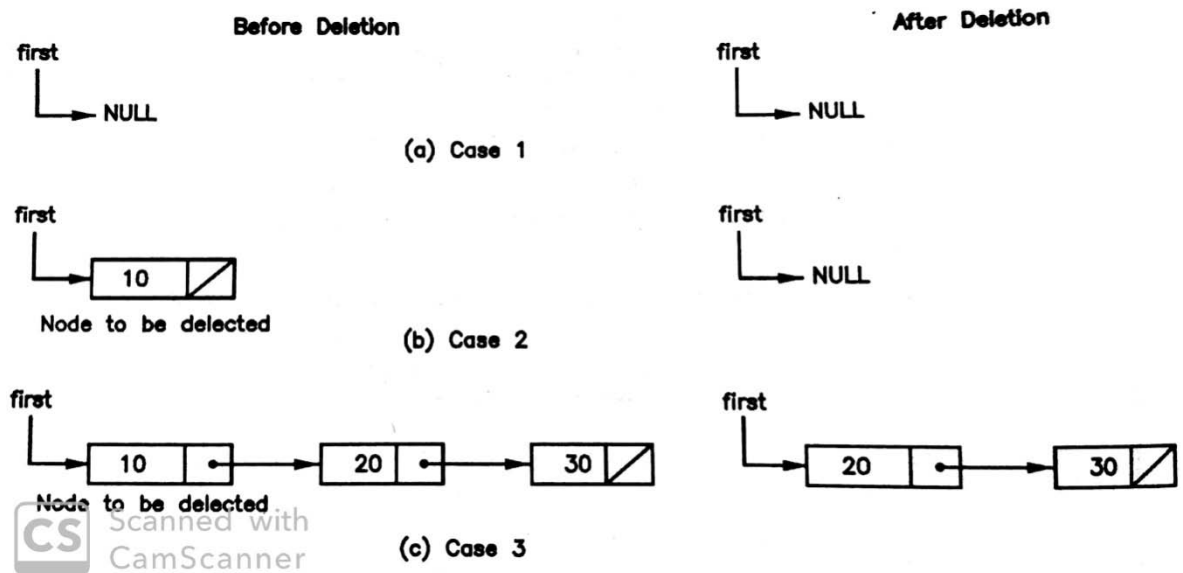 Before Deletion
After Deletion
first
first
NULL
NULL
(a) Case 1
first
first
10
NULL
Node to be delected
(b) Case 2
first
first
10 20 30
20 30
Node to be delected
CS Scanned with
CamScanner
(c) Case 3